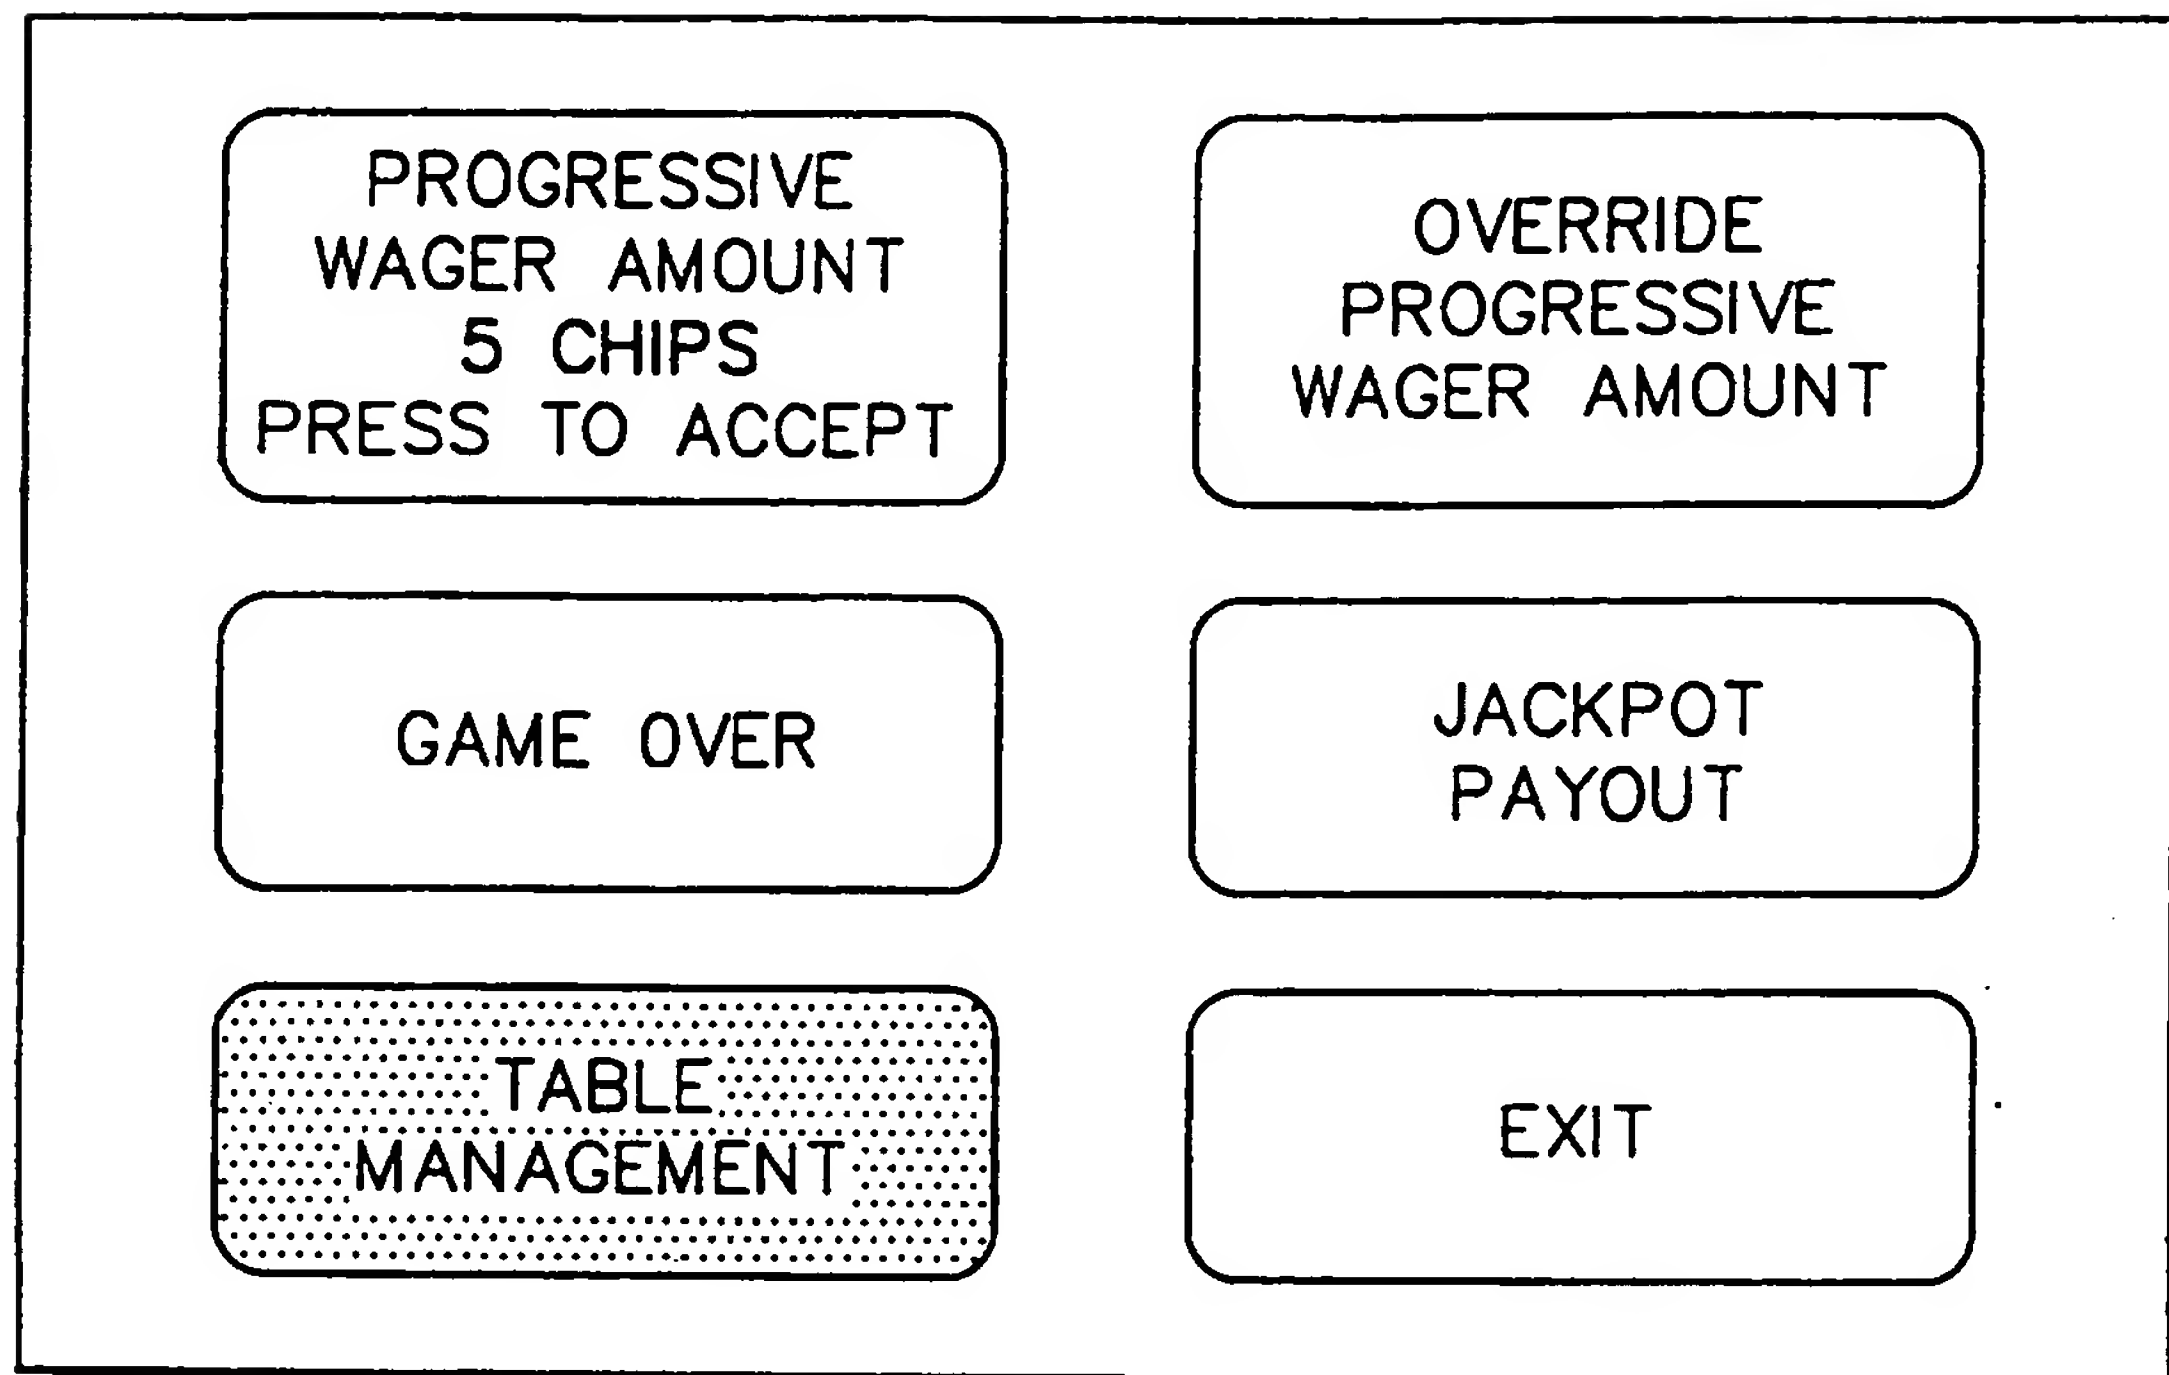 PROGRESSIVE
WAGER AMOUNT
5 CHIPS
PRESS TO ACCEPT
OVERRIDE
PROGRESSIVE
WAGER AMOUNT
GAME OVER
JACKPOT
PAYOUT
TABLE
MANAGEMENT
EXIT